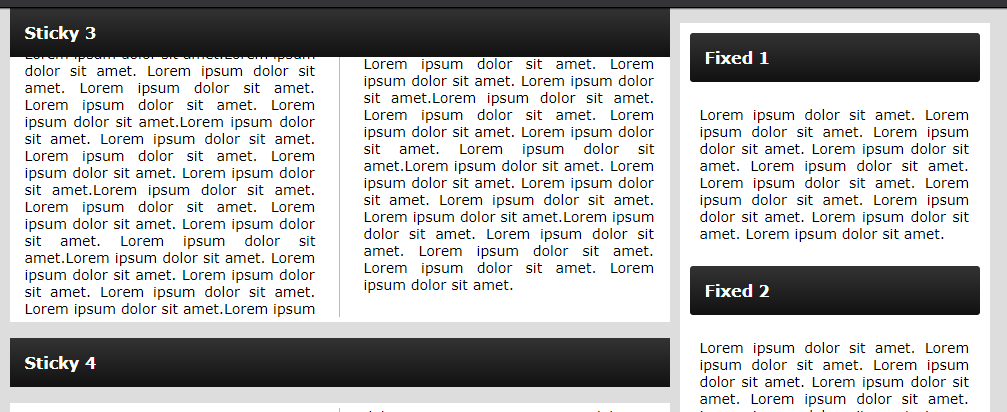 Sticky 3
Lorem ipsum dolor sit amet.Lorem ipsum
dolor sit amet. Lorem ipsum dolor sit
amet. Lorem ipsum dolor sit amet.
Lorem ipsum dolor sit amet. Lorem
ipsum dolor sit amet.Lorem ipsum dolor
sit amet. Lorem ipsum dolor sit amet.
Lorem ipsum dolor sit amet. Lorem
ipsum dolor sit amet. Lorem ipsum dolor
sit amet.Lorem ipsum dolor sit amet.
Lorem ipsum dolor sit amet. Lorem
ipsum dolor sit amet. Lorem ipsum dolor
sit amet. Lorem ipsum dolor sit
amet.Lorem ipsum dolor sit amet. Lorem
ipsum dolor sit amet. Lorem ipsum dolor
sit amet. Lorem ipsum dolor sit amet.
Lorem ipsum dolor sit amet.Lorem ipsum
Lorem ipsum dolor sit amet. Lorem
ipsum dolor sit amet. Lorem ipsum dolor
sit amet.Lorem ipsum dolor sit amet.
Lorem ipsum dolor sit amet. Lorem
ipsum dolor sit amet. Lorem ipsum dolor
sit amet. Lorem ipsum dolor sit
amet.Lorem ipsum dolor sit amet. Lorem
ipsum dolor sit amet. Lorem ipsum dolor
sit amet. Lorem ipsum dolor sit amet.
Lorem ipsum dolor sit amet.Lorem ipsum
dolor sit amet. Lorem ipsum dolor sit
amet. Lorem ipsum dolor sit amet.
Lorem ipsum dolor sit amet. Lorem
ipsum dolor sit amet.
Sticky 4
Fixed 1
Lorem ipsum dolor sit amet. Lorem
ipsum dolor sit amet. Lorem ipsum
dolor sit amet. Lorem ipsum dolor sit
amet. Lorem ipsum dolor sit amet.
Lorem ipsum dolor sit amet. Lorem
ipsum dolor sit amet. Lorem ipsum
dolor sit amet. Lorem ipsum dolor sit
amet. Lorem ipsum dolor sit amet.
Fixed 2
Lorem ipsum dolor sit amet. Lorem
ipsum dolor sit amet. Lorem ipsum
dolor sit amet. Lorem ipsum dolor sit
amet. Lorem ipsum dolor sit amet.